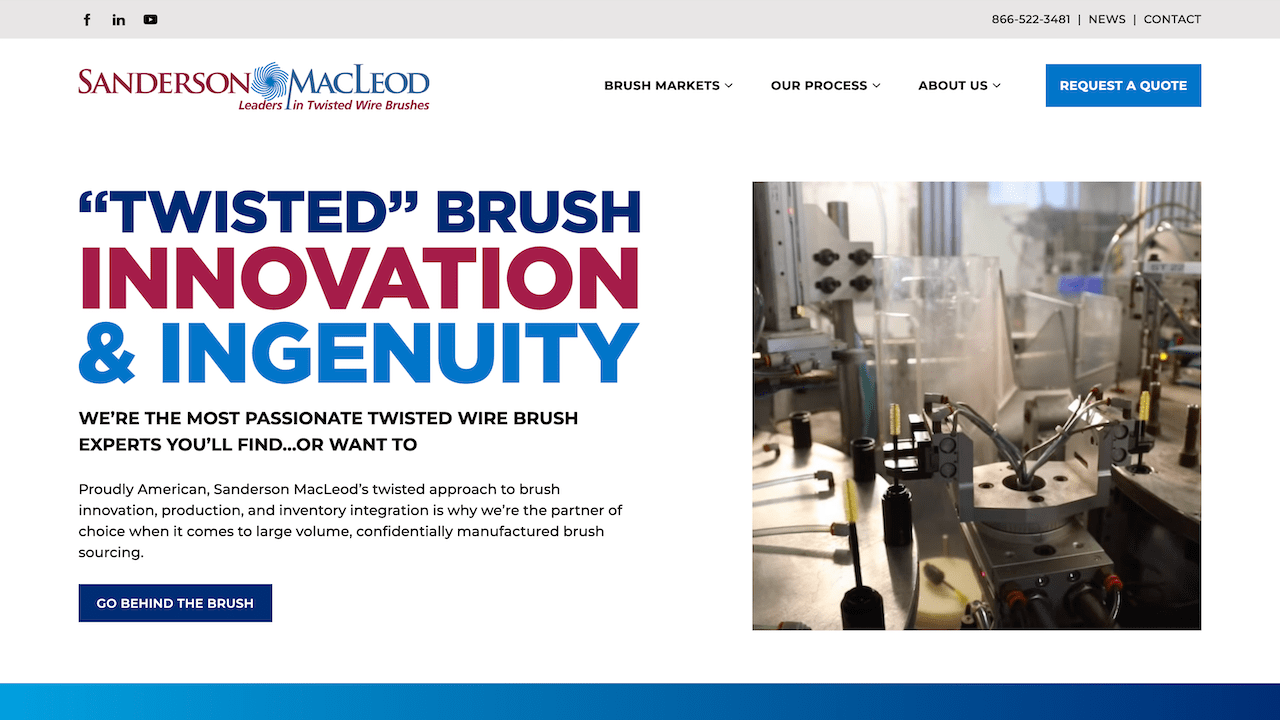 866-522-3481 | NEWS | CONTACT
SANDERSON MACLEOD
Leaders in Twisted Wire Brushes
BRUSH MARKETS
OUR PROCESS
ABOUT US
REQUEST A QUOTE
“TWISTED” BRUSH
INNOVATION
& INGENUITY
WE’RE THE MOST PASSIONATE TWISTED WIRE BRUSH
EXPERTS YOU’LL FIND…OR WANT TO
Proudly American, Sanderson MacLeod’s twisted approach to brush
innovation, production, and inventory integration is why we’re the partner of
choice when it comes to large volume, confidentially manufactured brush
sourcing.
GO BEHIND THE BRUSH
ST 22